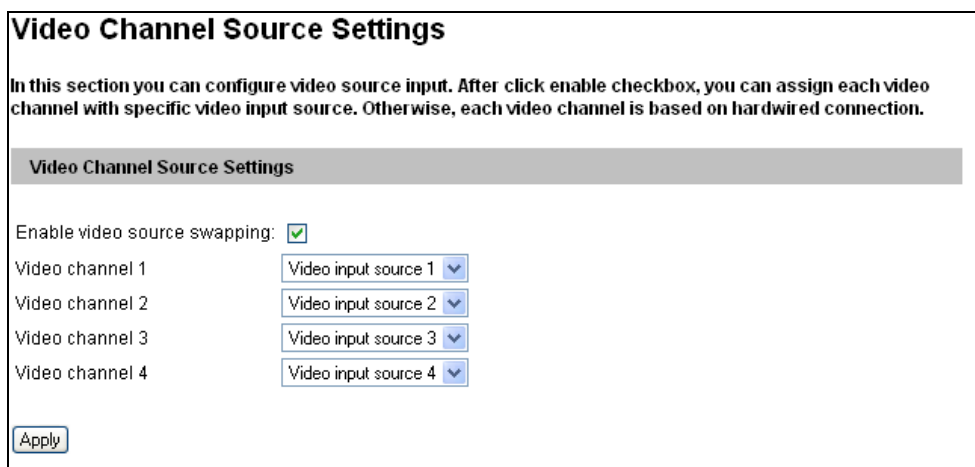 Video Channel Source Settings
In this section you can configure video source input. After click enable checkbox, you can assign each video
channel with specific video input source. Otherwise, each video channel is based on hardwired connection.
Video Channel Source Settings
Enable video source swapping:
Video channel 1 Video input source 1
Video channel 2 Video input source 2
Video channel 3 Video input source 3
Video channel 4 Video input source 4
Apply